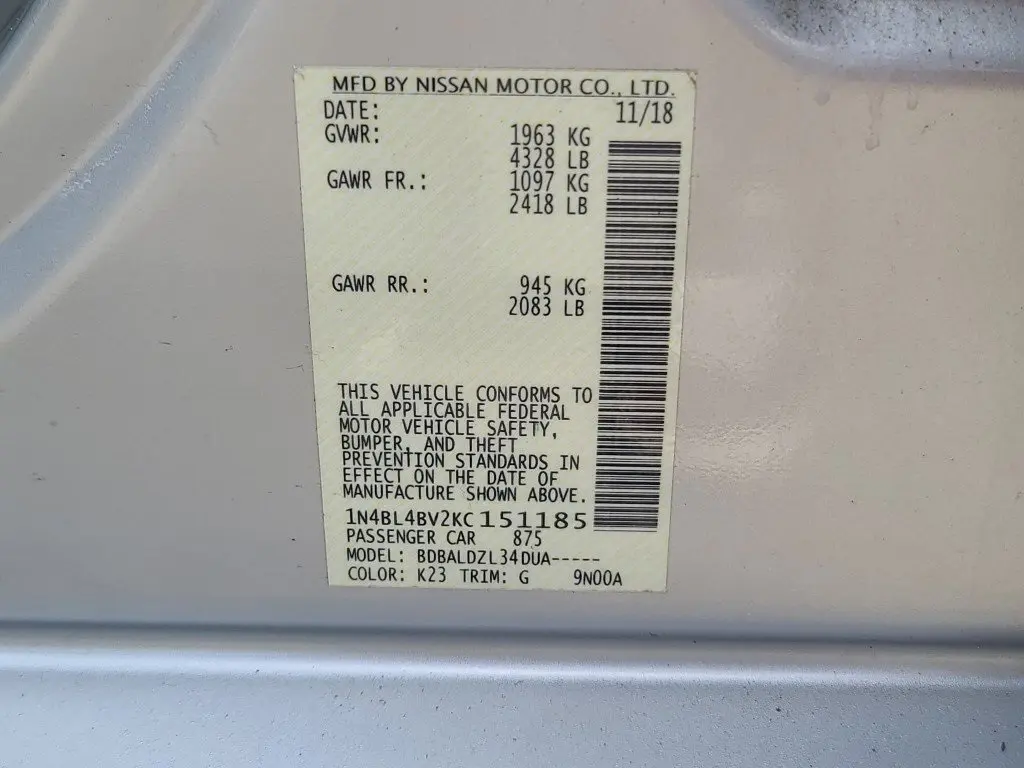 MFD BY NISSAN MOTOR CO., LTD.
DATE: 11/18
GVWR: 1963 KG
4328 LB
GAWR FR.: 1097 KG
2418 LB
GAWR RR.: 945 KG
2083 LB
THIS VEHICLE CONFORMS TO
ALL APPLICABLE FEDERAL
MOTOR VEHICLE SAFETY,
BUMPER, AND THEFT
PREVENTION STANDARDS IN
EFFECT ON THE DATE OF
MANUFACTURE SHOWN ABOVE.
1N4BL4BV2KC151185
PASSENGER CAR 875
MODEL: BDBALDZL34DUA-----
COLOR: K23 TRIM: G 9N00A